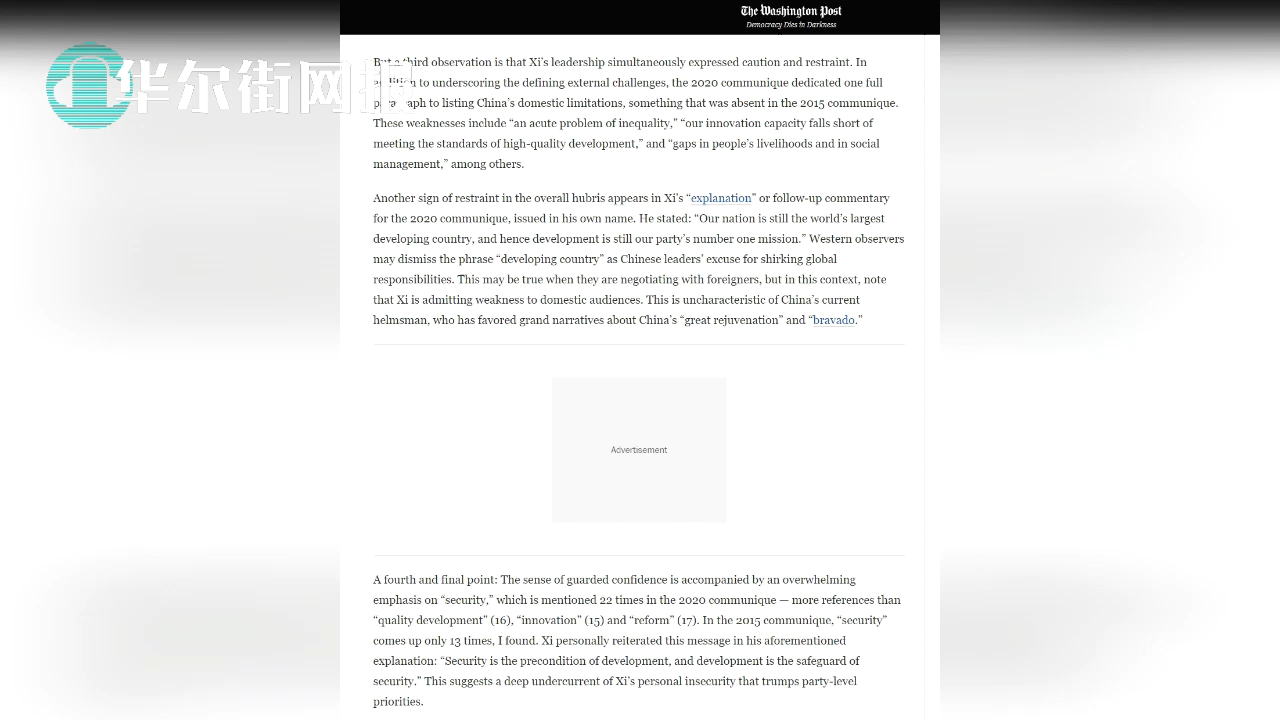 The Washington Post
Democracy Dies in Darkness
华尔街网报
But a third observation is that Xi's leadership simultaneously expressed caution and restraint. In
addition to underscoring the defining external challenges, the 2020 communique dedicated one full
paragraph to listing China's domestic limitations, something that was absent in the 2015 communique.
These weaknesses include “an acute problem of inequality,” “our innovation capacity falls short of
meeting the standards of high-quality development,” and “gaps in people's livelihoods and in social
management,” among others.
Another sign of restraint in the overall hubris appears in Xi's “explanation” or follow-up commentary
for the 2020 communique, issued in his own name. He stated: “Our nation is still the world's largest
developing country, and hence development is still our party's number one mission.” Western observers
may dismiss the phrase “developing country” as Chinese leaders' excuse for shirking global
responsibilities. This may be true when they are negotiating with foreigners, but in this context, note
that Xi is admitting weakness to domestic audiences. This is uncharacteristic of China's current
helmsman, who has favored grand narratives about China's “great rejuvenation” and “bravado.”
Advertisement
A fourth and final point: The sense of guarded confidence is accompanied by an overwhelming
emphasis on “security,” which is mentioned 22 times in the 2020 communique — more references than
“quality development” (16), “innovation” (15) and “reform” (17). In the 2015 communique, “security”
comes up only 13 times, I found. Xi personally reiterated this message in his aforementioned
explanation: “Security is the precondition of development, and development is the safeguard of
security.” This suggests a deep undercurrent of Xi's personal insecurity that trumps party-level
priorities.